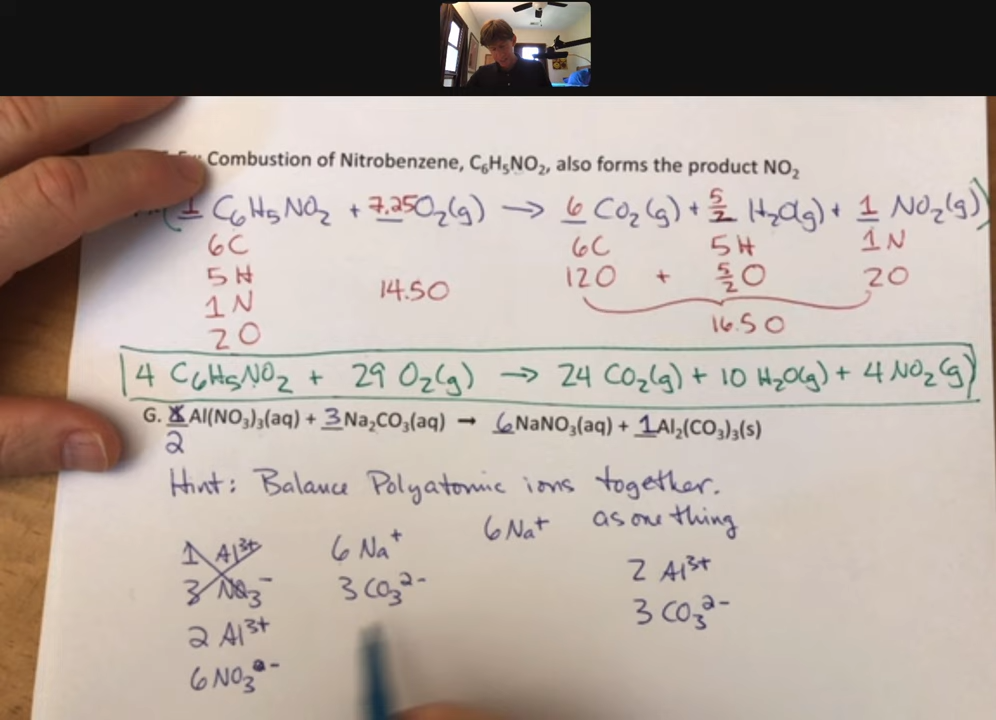 Combustion of Nitrobenzene, C₆H₅NO₂, also forms the product NO₂
1 C₆H₅NO₂ + 7.25 O₂(g) → 6 CO₂(g) + 5/2 H₂O(g) + 1 NO₂(g)
6C 6C 5H 1N
5H 14.5O 12O + 5/2 O 2O
1N 16.5O
2O
4 C₆H₅NO₂ + 29 O₂(g) → 24 CO₂(g) + 10 H₂O(g) + 4 NO₂(g)
G. Al(NO₃)₃(aq) + 3 Na₂CO₃(aq) → 6 NaNO₃(aq) + 1 Al₂(CO₃)₃(s)
2
Hint: Balance Polyatomic ions together.
as one thing
1 Al³⁺ 6 Na⁺ 6 Na⁺ 2 Al³⁺
3 NO₃⁻ 3 CO₃²⁻ 3 CO₃²⁻
2 Al³⁺
6 NO₃⁻